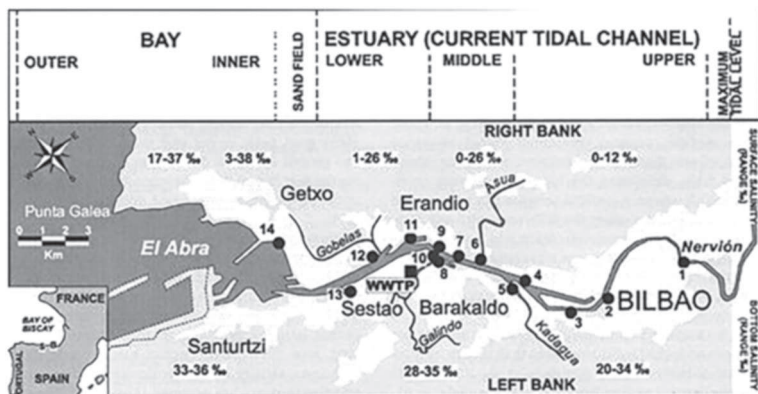 BAY
ESTUARY (CURRENT TIDAL CHANNEL)
OUTER
INNER
SAND FIELD
LOWER
MIDDLE
UPPER
MAXIMUM
TIDAL LEVEL
RIGHT BANK
17-37 ‰
3-38 ‰
1-26 ‰
0-26 ‰
0-12 ‰
SURFACE SALINITY
(RANGE ‰)
Getxo
Erandio
Asua
Punta Galea
0 1 2 3
Km
El Abra
Gobelas
Nervión
14
11
9
12
10
7
6
1
8
4
WWTP
5
13
Sestao
Barakaldo
BILBAO
2
3
FRANCE
BAY OF
BISCAY
PORTUGAL
SPAIN
Galindo
Kadagua
Santurtzi
33-36 ‰
28-35 ‰
20-34 ‰
LEFT BANK
BOTTOM SALINITY
(RANGE ‰)